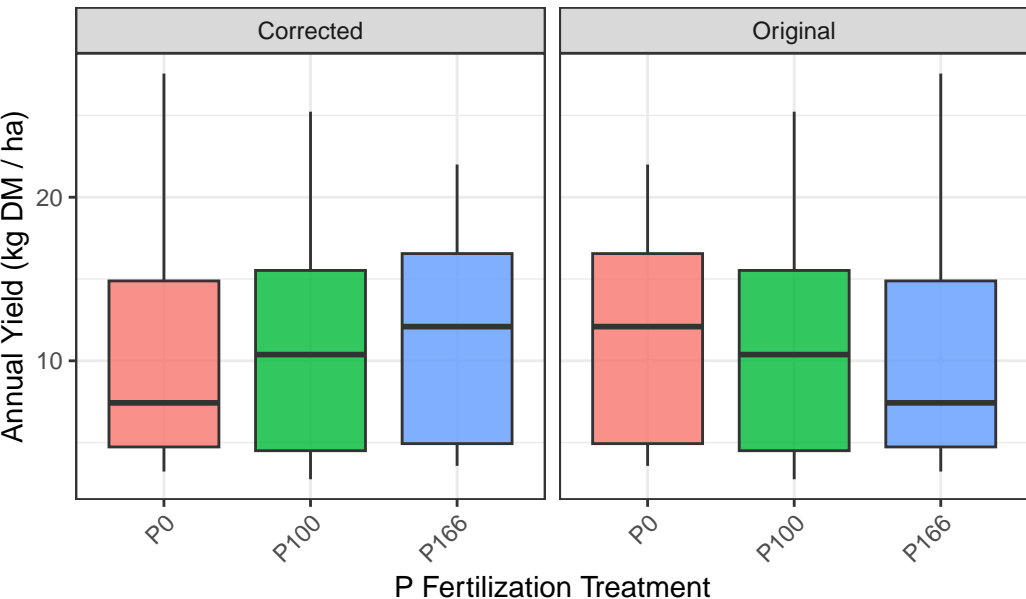 Corrected
Original
Annual Yield (kg DM / ha)
20
10
P0
P100
P166
P0
P100
P166
P Fertilization Treatment